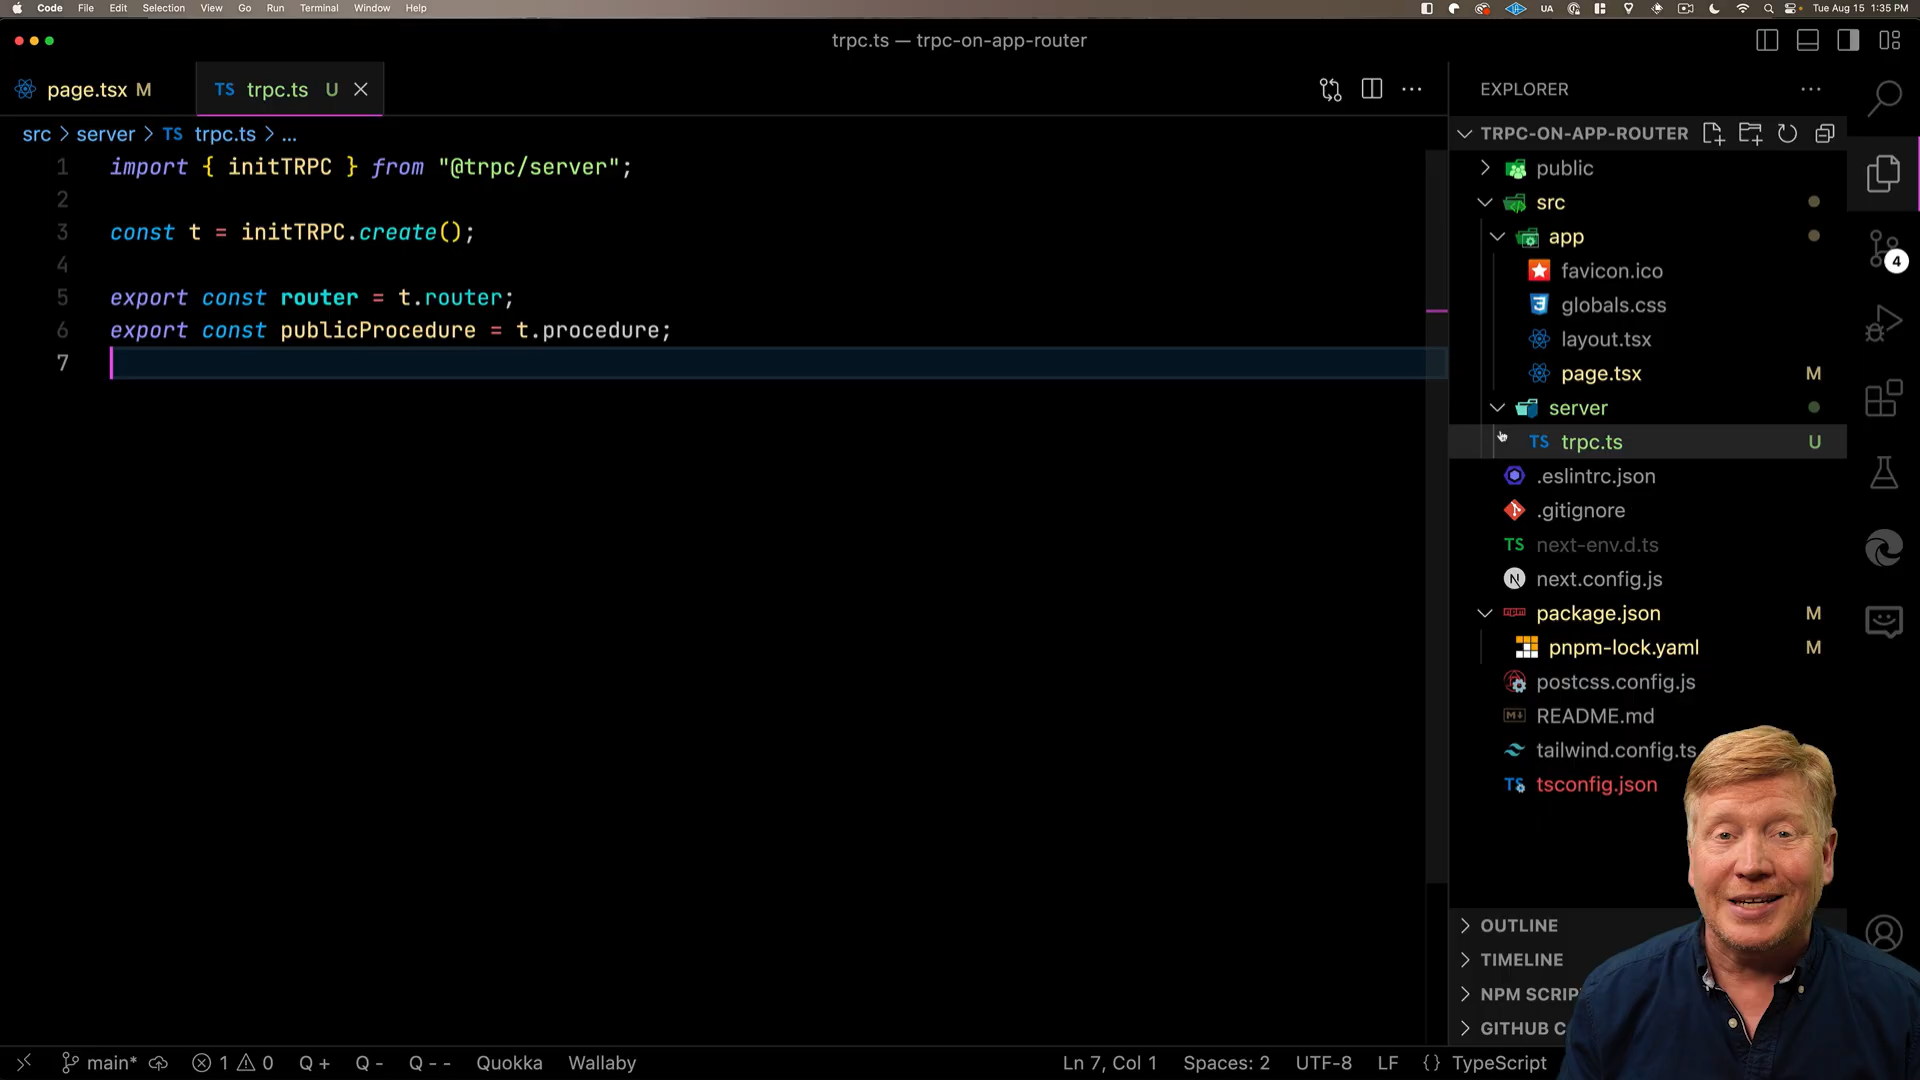 Code File Edit Selection View Go Run Terminal Window Help
UA Tue Aug 15 1:35 PM
trpc.ts — trpc-on-app-router
page.tsx M
TS trpc.ts U
src > server > TS trpc.ts > ...
1 import { initTRPC } from "@trpc/server";
2
3 const t = initTRPC.create();
4
5 export const router = t.router;
6 export const publicProcedure = t.procedure;
7
EXPLORER
TRPC-ON-APP-ROUTER
public
src
app
favicon.ico
globals.css
layout.tsx
page.tsx M
server
TS trpc.ts U
.eslintrc.json
.gitignore
TS next-env.d.ts
N next.config.js
package.json M
pnpm-lock.yaml M
postcss.config.js
README.md
tailwind.config.ts
TS tsconfig.json
4
OUTLINE
TIMELINE
NPM SCRIP
GITHUB C
main* 1 0 Q + Q - Q - - Quokka Wallaby
Ln 7, Col 1 Spaces: 2 UTF-8 LF {} TypeScript